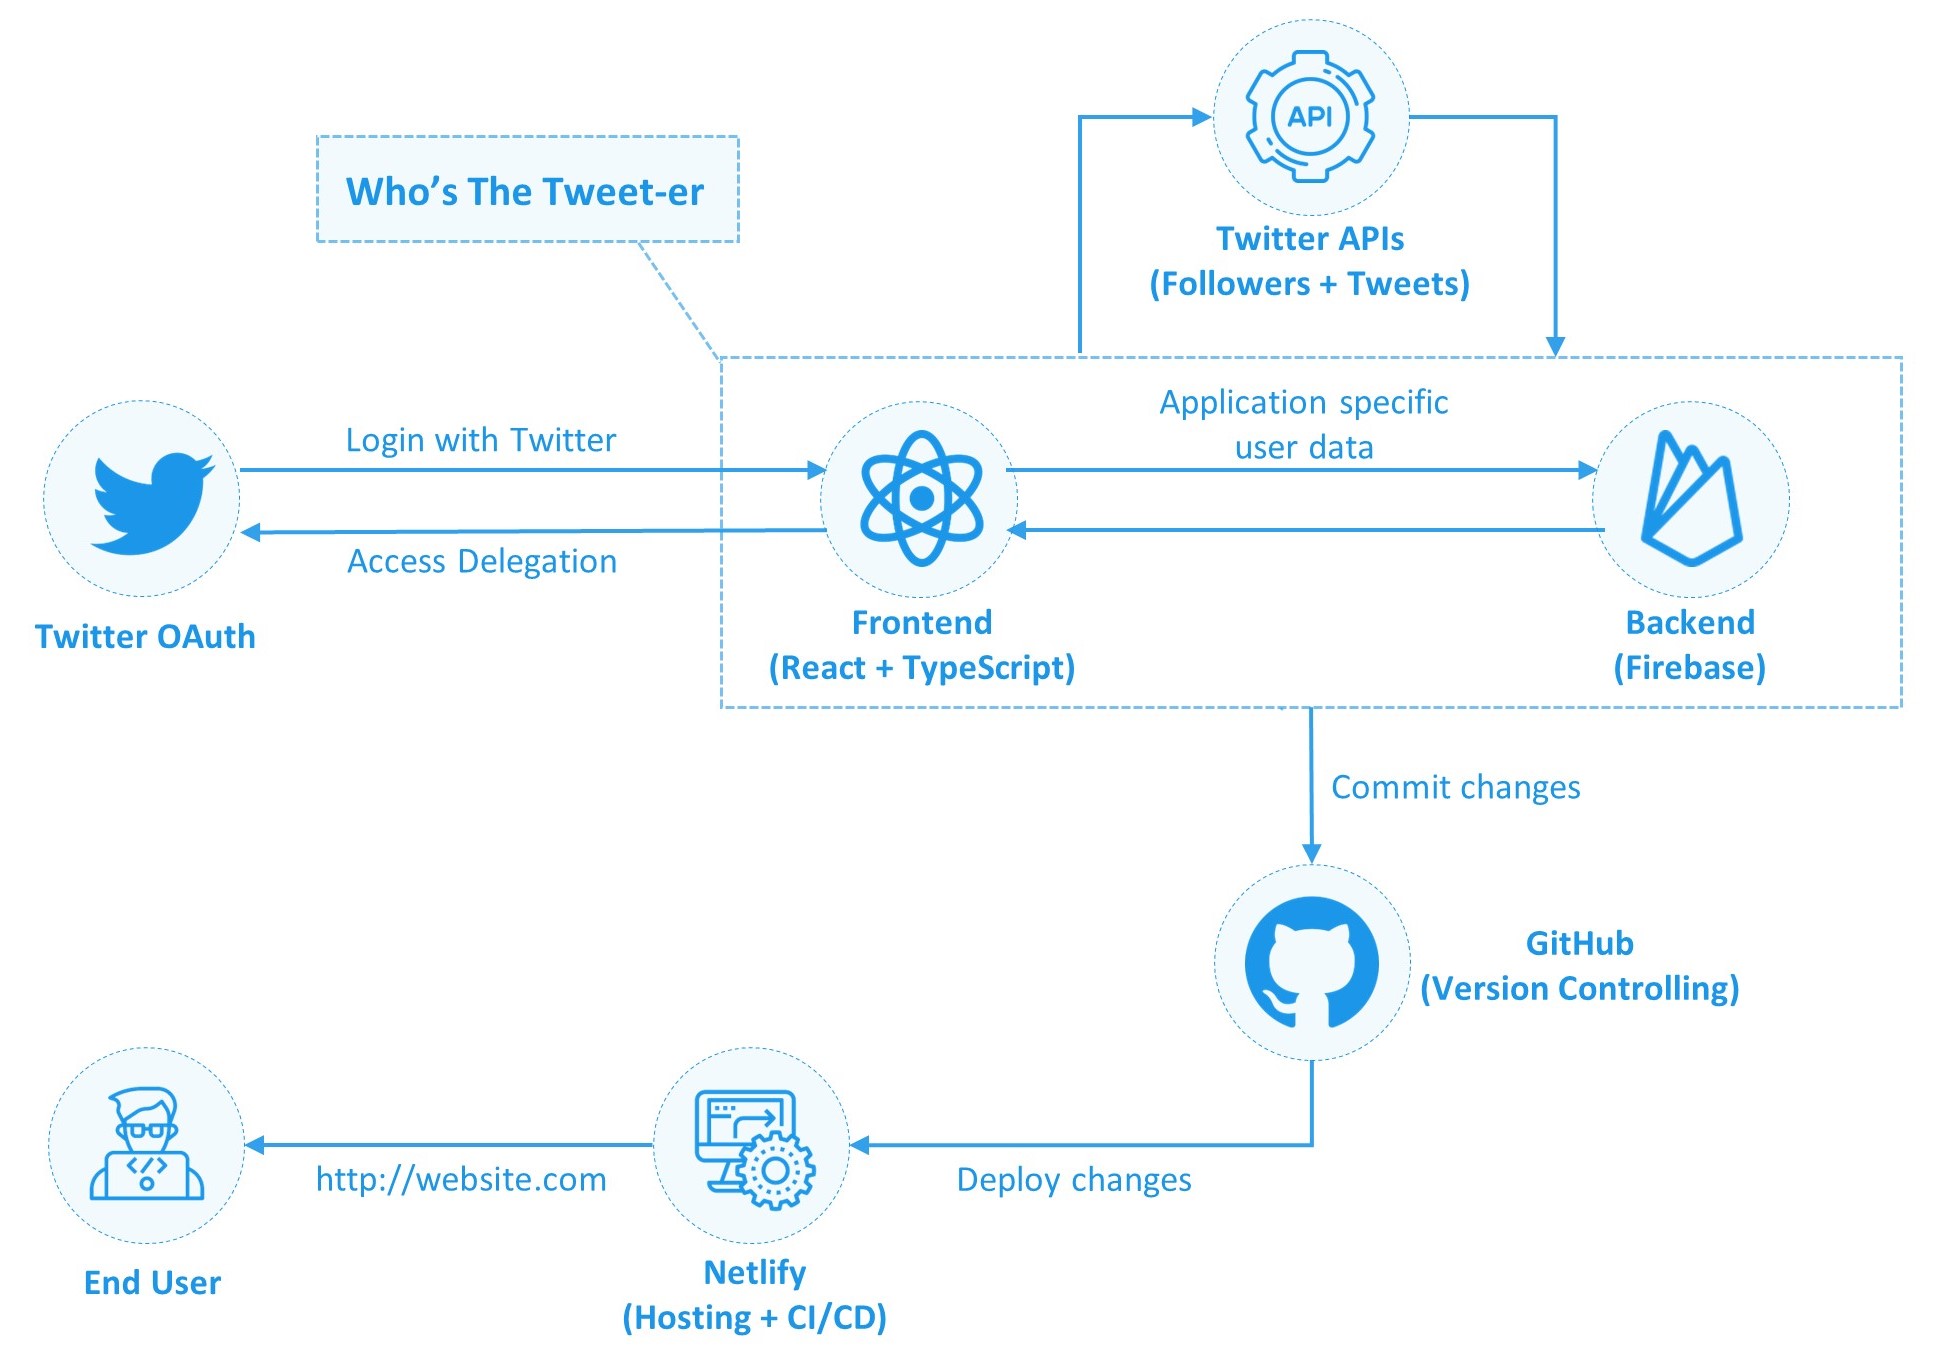 API
Twitter APIs
(Followers + Tweets)
Who’s The Tweet-er
Login with Twitter
Access Delegation
Twitter OAuth
Application specific
user data
Frontend
(React + TypeScript)
Backend
(Firebase)
Commit changes
GitHub
(Version Controlling)
Deploy changes
Netlify
(Hosting + CI/CD)
http://website.com
End User